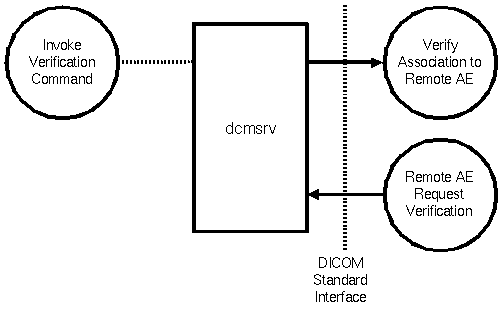 Invoke
Verification
Command
dcmsrv
Verify
Association to
Remote AE
Remote AE
Request
Verification
DICOM
Standard
Interface